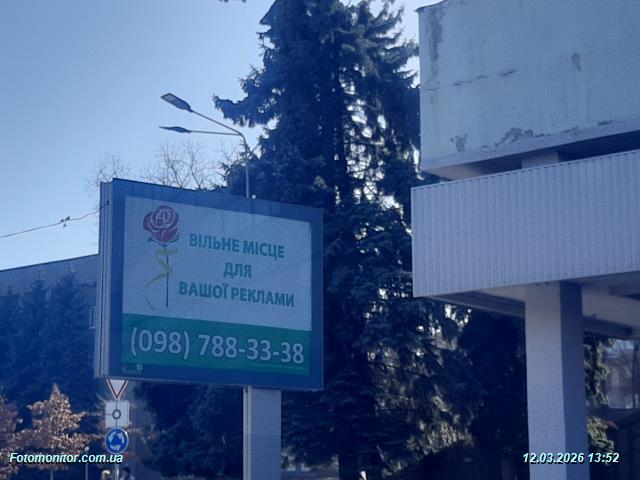 ВІЛЬНЕ МІСЦЕ
ДЛЯ
ВАШОЇ РЕКЛАМИ
(098) 788-33-38
Fotomonitor.com.ua
12.03.2026 13:52